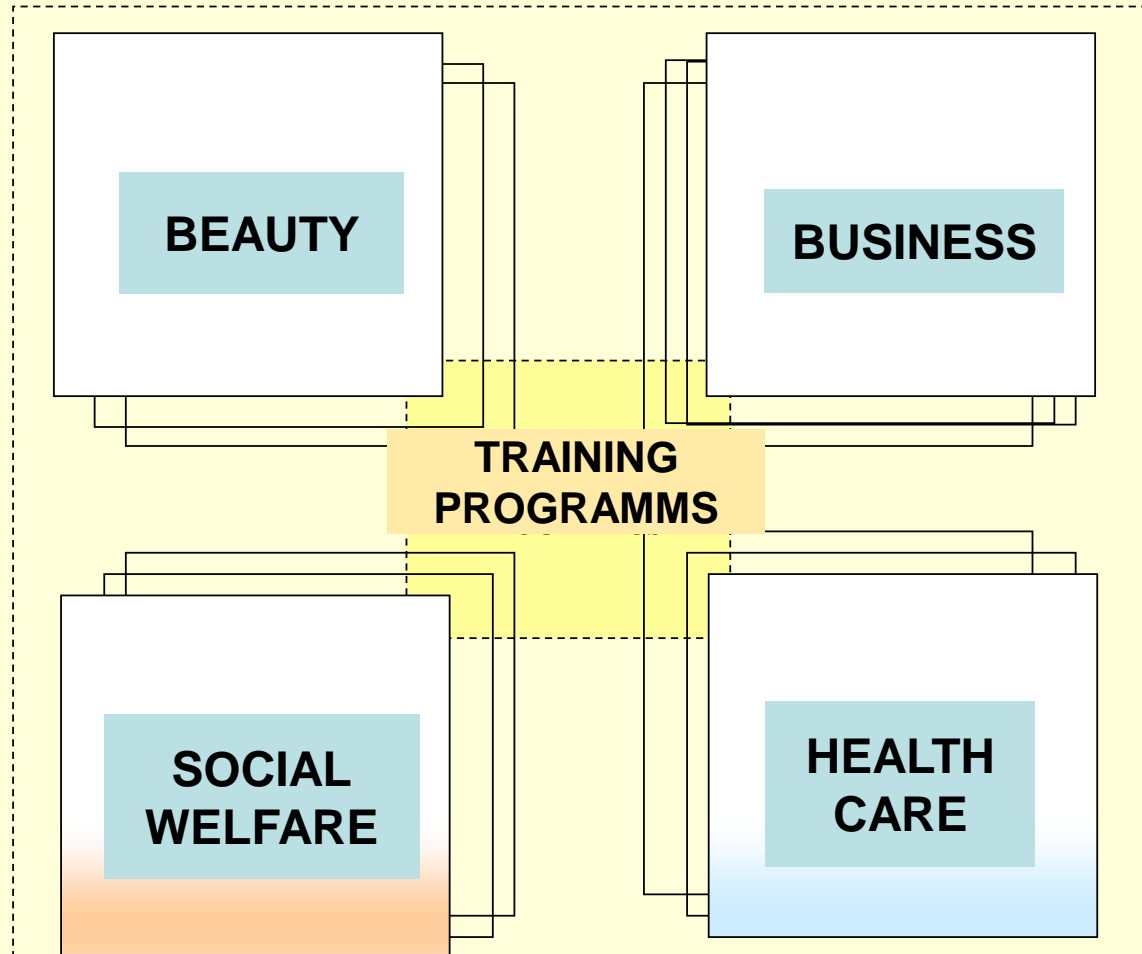 BEAUTY
BUSINESS
TRAINING
PROGRAMMS
SOCIAL
WELFARE
HEALTH
CARE